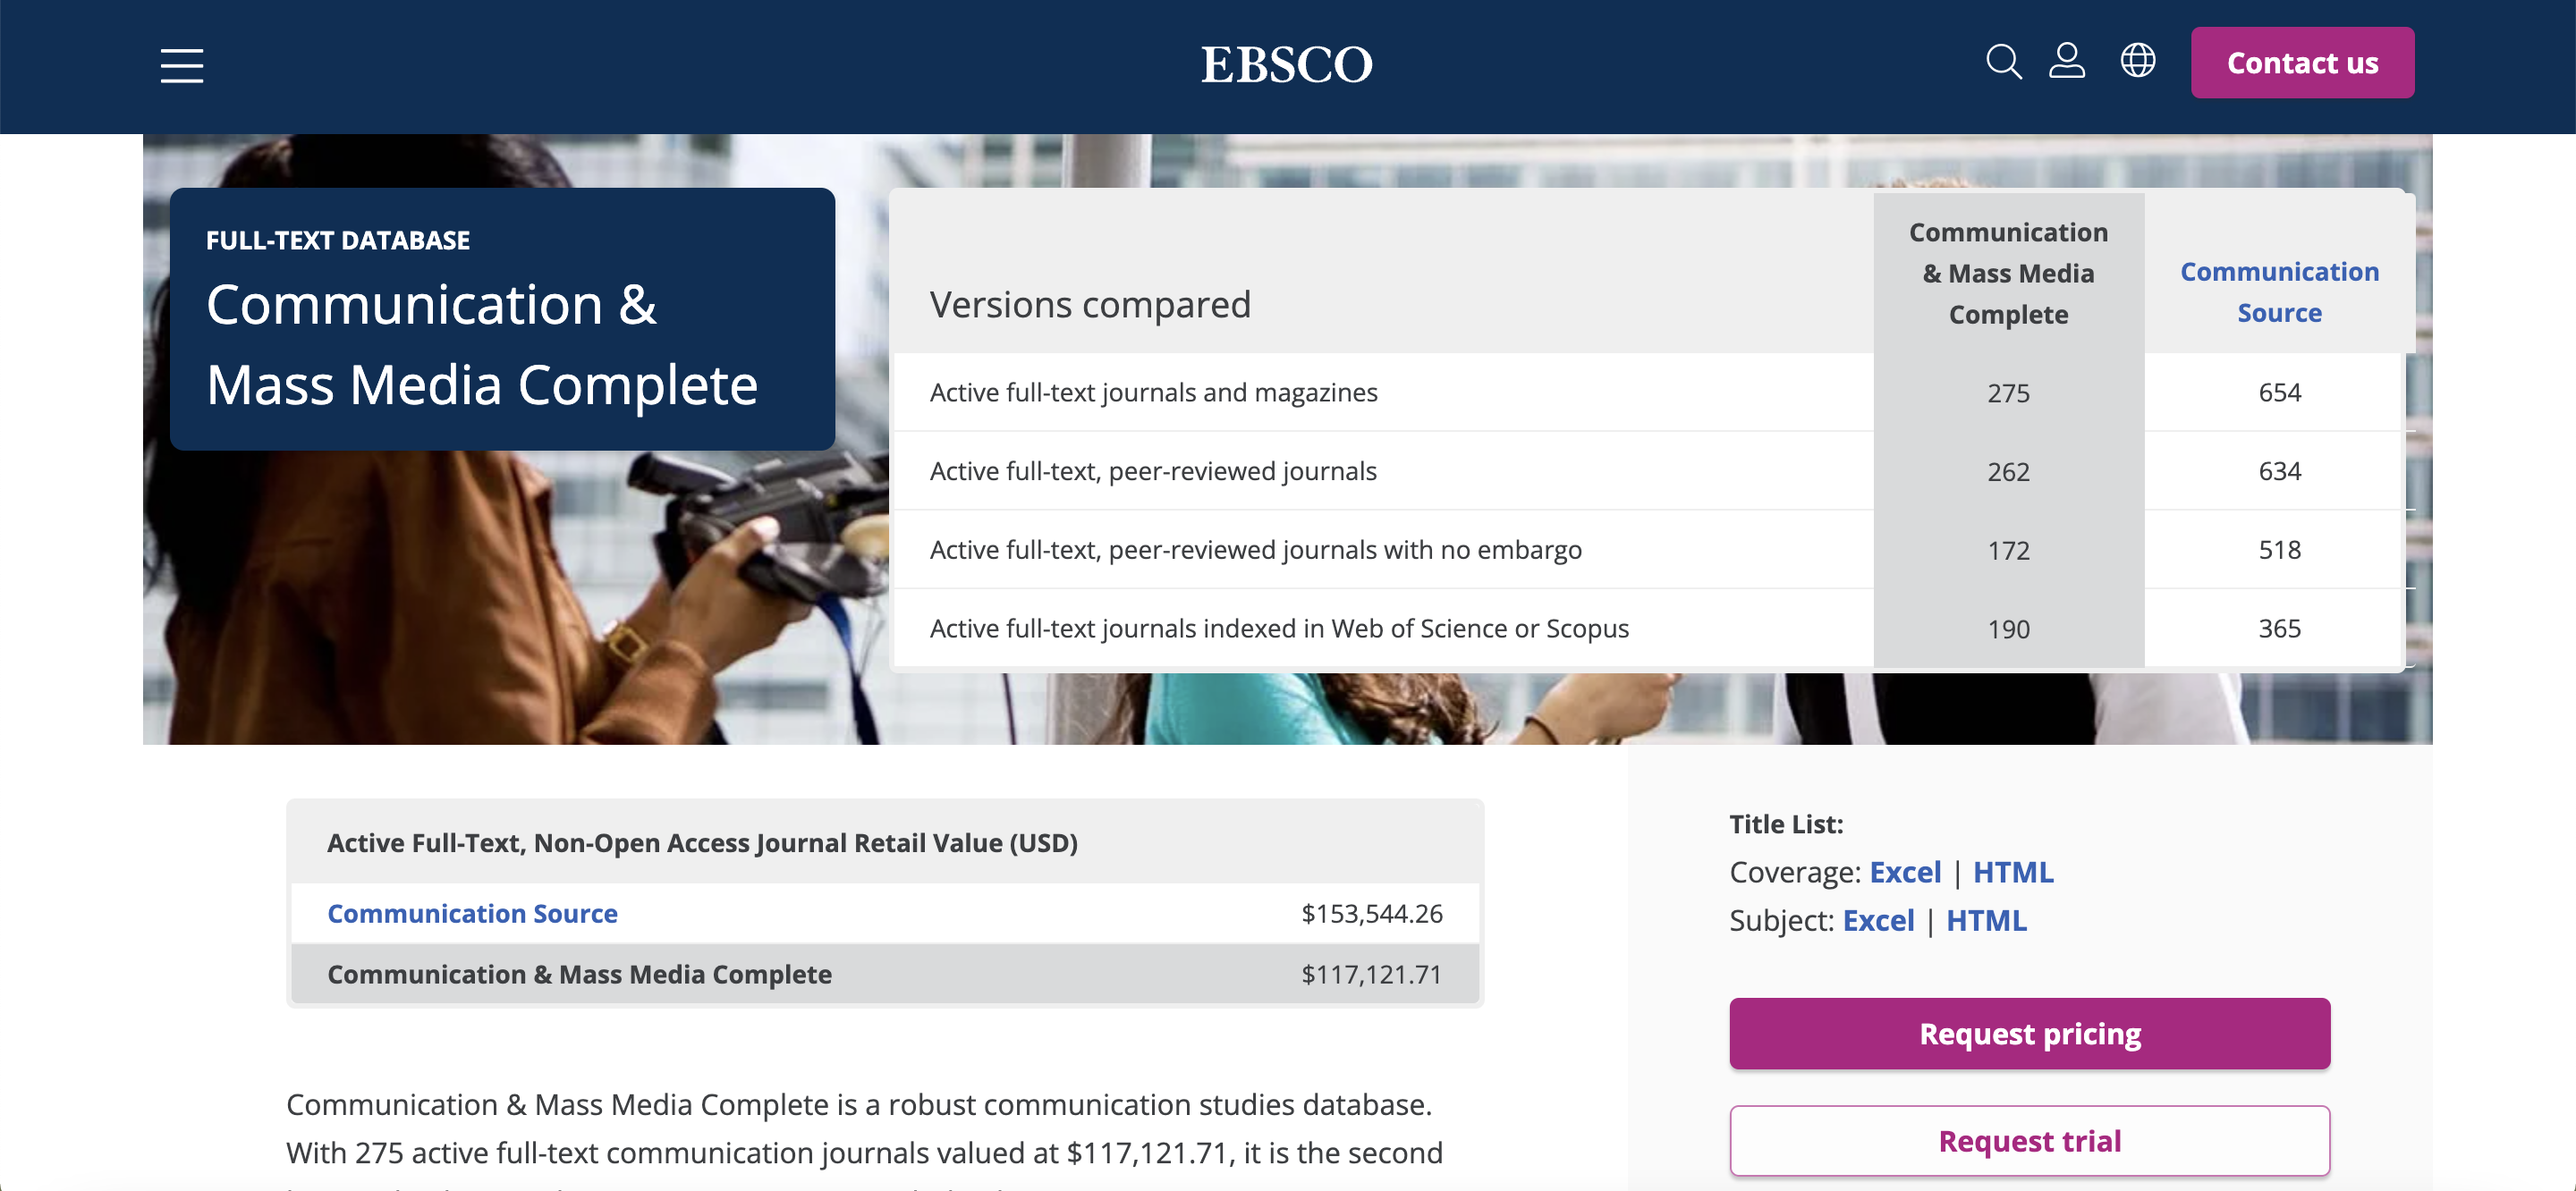 EBSCO
Contact us
FULL-TEXT DATABASE
Communication &
Mass Media Complete
Versions compared
Communication
& Mass Media
Complete
Communication
Source
Active full-text journals and magazines 275 654
Active full-text, peer-reviewed journals 262 634
Active full-text, peer-reviewed journals with no embargo 172 518
Active full-text journals indexed in Web of Science or Scopus 190 365
Active Full-Text, Non-Open Access Journal Retail Value (USD)
Communication Source $153,544.26
Communication & Mass Media Complete $117,121.71
Communication & Mass Media Complete is a robust communication studies database.
With 275 active full-text communication journals valued at $117,121.71, it is the second
Title List:
Coverage: Excel | HTML
Subject: Excel | HTML
Request pricing
Request trial